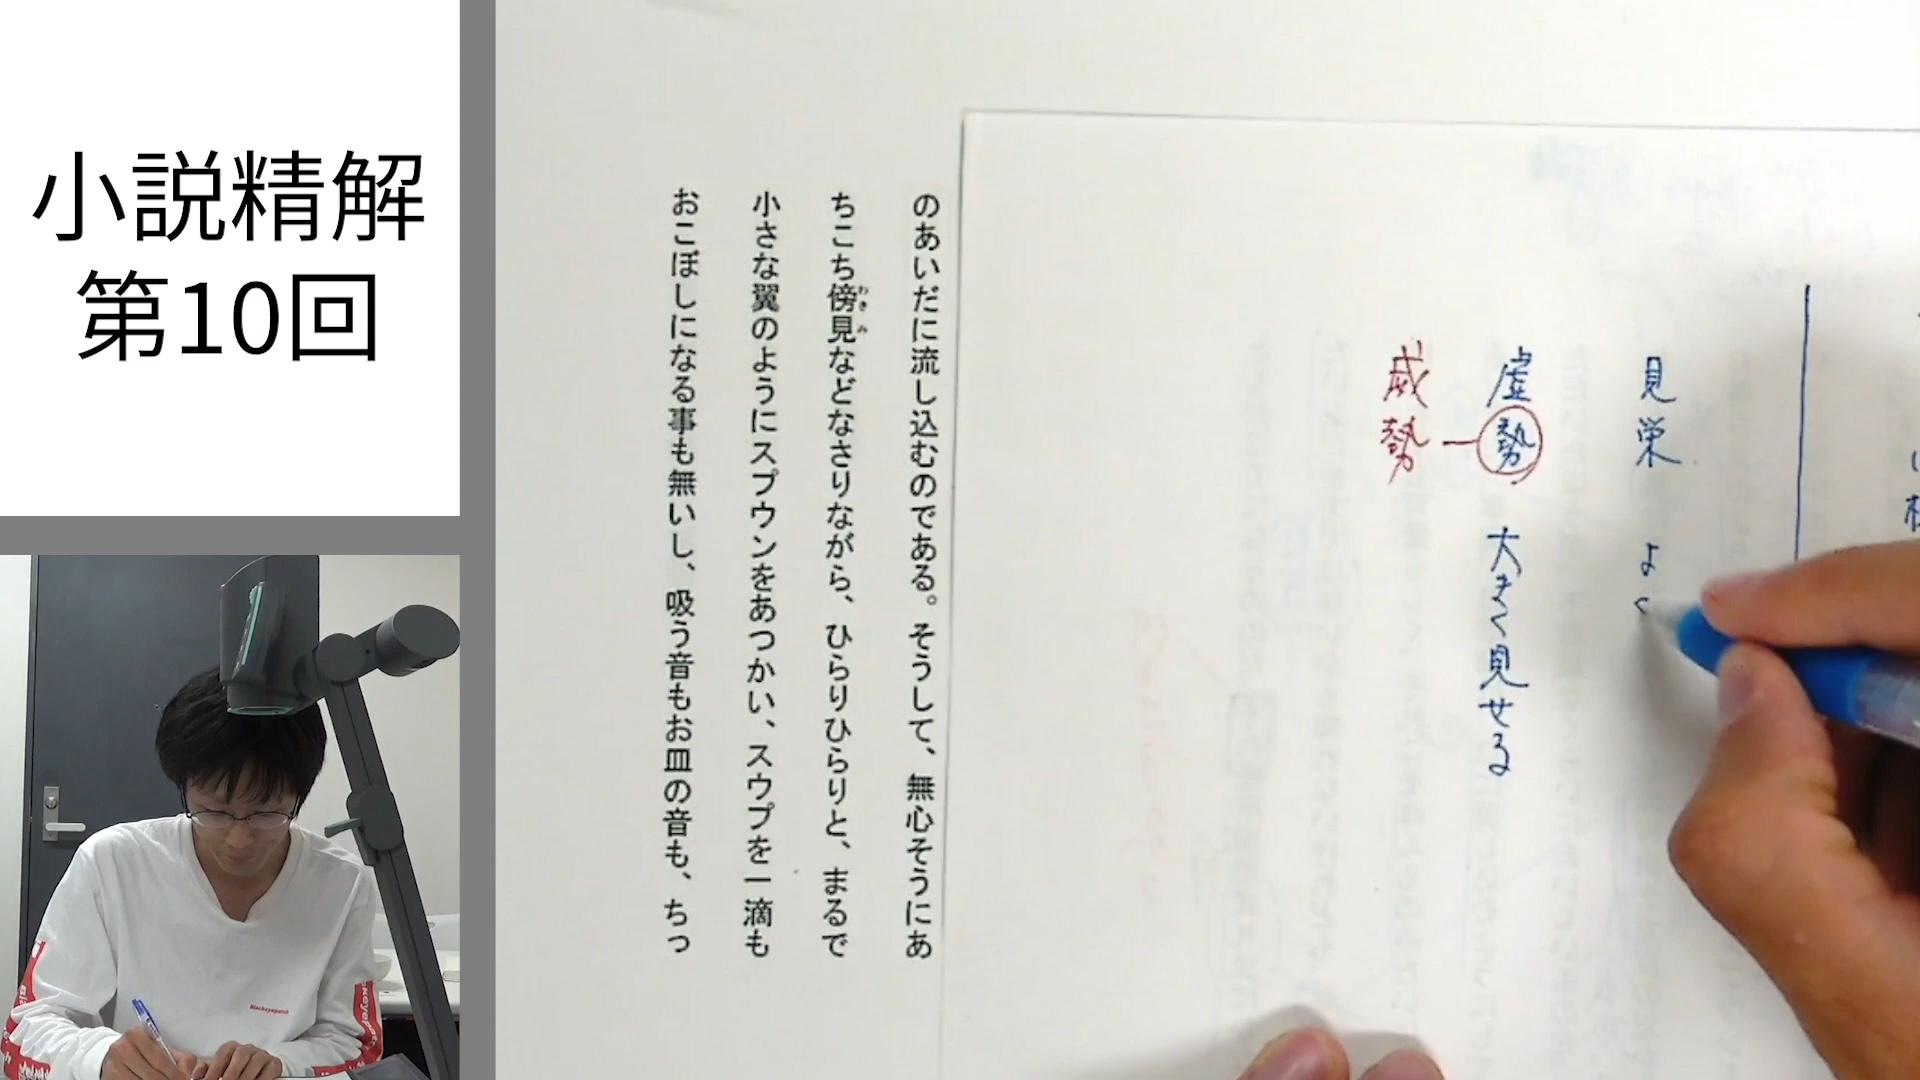 小説精解
第10回
見栄 よく
虚勢 大きく見せる
威勢
のあいだに流し込むのである。そうして、無心そうにあ
ちこち傍見などなさりながら、ひらりひらりと、まるで
わきみ
小さな翼のようにスプウンをあつかい、スウプを一滴も
おこぼしになる事も無いし、吸う音もお皿の音も、ちっ